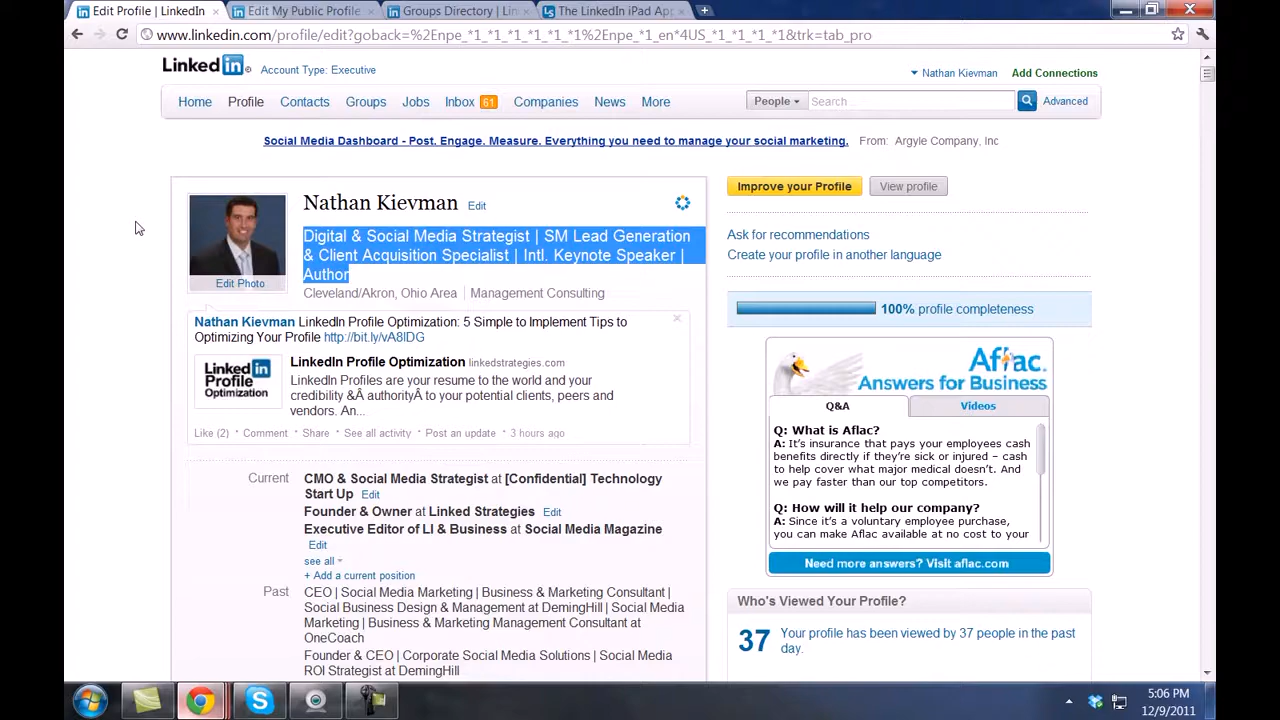 Edit Profile | LinkedIn
Edit My Public Profile
Groups Directory | Lin
The LinkedIn iPad App
www.linkedin.com/profile/edit?goback=%2Enpe_*1_*1_*1_*1_*1_*1%2Enpe_*1_en*4US_*1_*1_*1_*1&trk=tab_pro
Linked in® Account Type: Executive
Nathan Kievman Add Connections
Home Profile Contacts Groups Jobs Inbox 61 Companies News More
People Search... Advanced
Social Media Dashboard - Post. Engage. Measure. Everything you need to manage your social marketing. From: Argyle Company, Inc
Nathan Kievman Edit
Digital & Social Media Strategist | SM Lead Generation
& Client Acquisition Specialist | Intl. Keynote Speaker |
Author
Edit Photo
Cleveland/Akron, Ohio Area | Management Consulting
Nathan Kievman LinkedIn Profile Optimization: 5 Simple to Implement Tips to
Optimizing Your Profile http://bit.ly/vA8IDG
Linked in
Profile
Optimization
LinkedIn Profile Optimization linkedstrategies.com
LinkedIn Profiles are your resume to the world and your
credibility &Â authorityÂ to your potential clients, peers and
vendors. An...
Like (2) • Comment • Share • See all activity • Post an update • 3 hours ago
Current
CMO & Social Media Strategist at [Confidential] Technology
Start Up Edit
Founder & Owner at Linked Strategies Edit
Executive Editor of LI & Business at Social Media Magazine
Edit
see all
+ Add a current position
Past
CEO | Social Media Marketing | Business & Marketing Consultant |
Social Business Design & Management at DemingHill | Social Media
Marketing | Business & Marketing Management Consultant at
OneCoach
Founder & CEO | Corporate Social Media Solutions | Social Media
ROI Strategist at DemingHill
Improve your Profile View profile
Ask for recommendations
Create your profile in another language
100% profile completeness
Aflac.
Answers for Business
Q&A Videos
Q: What is Aflac?
A: It's insurance that pays your employees cash
benefits directly if they're sick or injured – cash
to help cover what major medical doesn't. And
we pay faster than our top competitors.
Q: How will it help our company?
A: Since it's a voluntary employee purchase,
you can make Aflac available at no cost to your
Need more answers? Visit aflac.com
Who's Viewed Your Profile?
37 Your profile has been viewed by 37 people in the past
day.
5:06 PM
12/9/2011